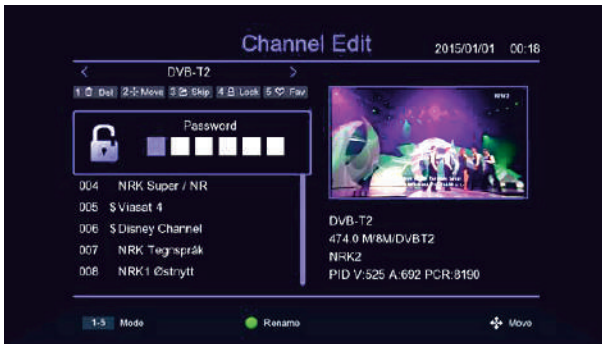 Channel Edit
2015/01/01 00:18
< DVB-T2 >
1 Del 2 Move 3 Skip 4 Lock 5 Fav
Password
004 NRK Super / NR
005 $ Viasat 4
006 $ Disney Channel
007 NRK Tegnspråk
008 NRK1 Østnytt
NRK2
DVB-T2
474.0 M/8M/DVBT2
NRK2
PID V:525 A:692 PCR:8190
1-5 Mode
Rename
Move